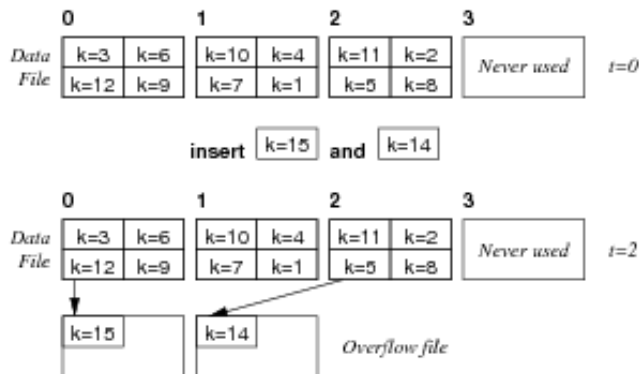 0 1 2 3
Data File k=3 k=6 k=10 k=4 k=11 k=2 Never used t=0
k=12 k=9 k=7 k=1 k=5 k=8
insert k=15 and k=14
0 1 2 3
Data File k=3 k=6 k=10 k=4 k=11 k=2 Never used t=2
k=12 k=9 k=7 k=1 k=5 k=8
k=15 k=14 Overflow file